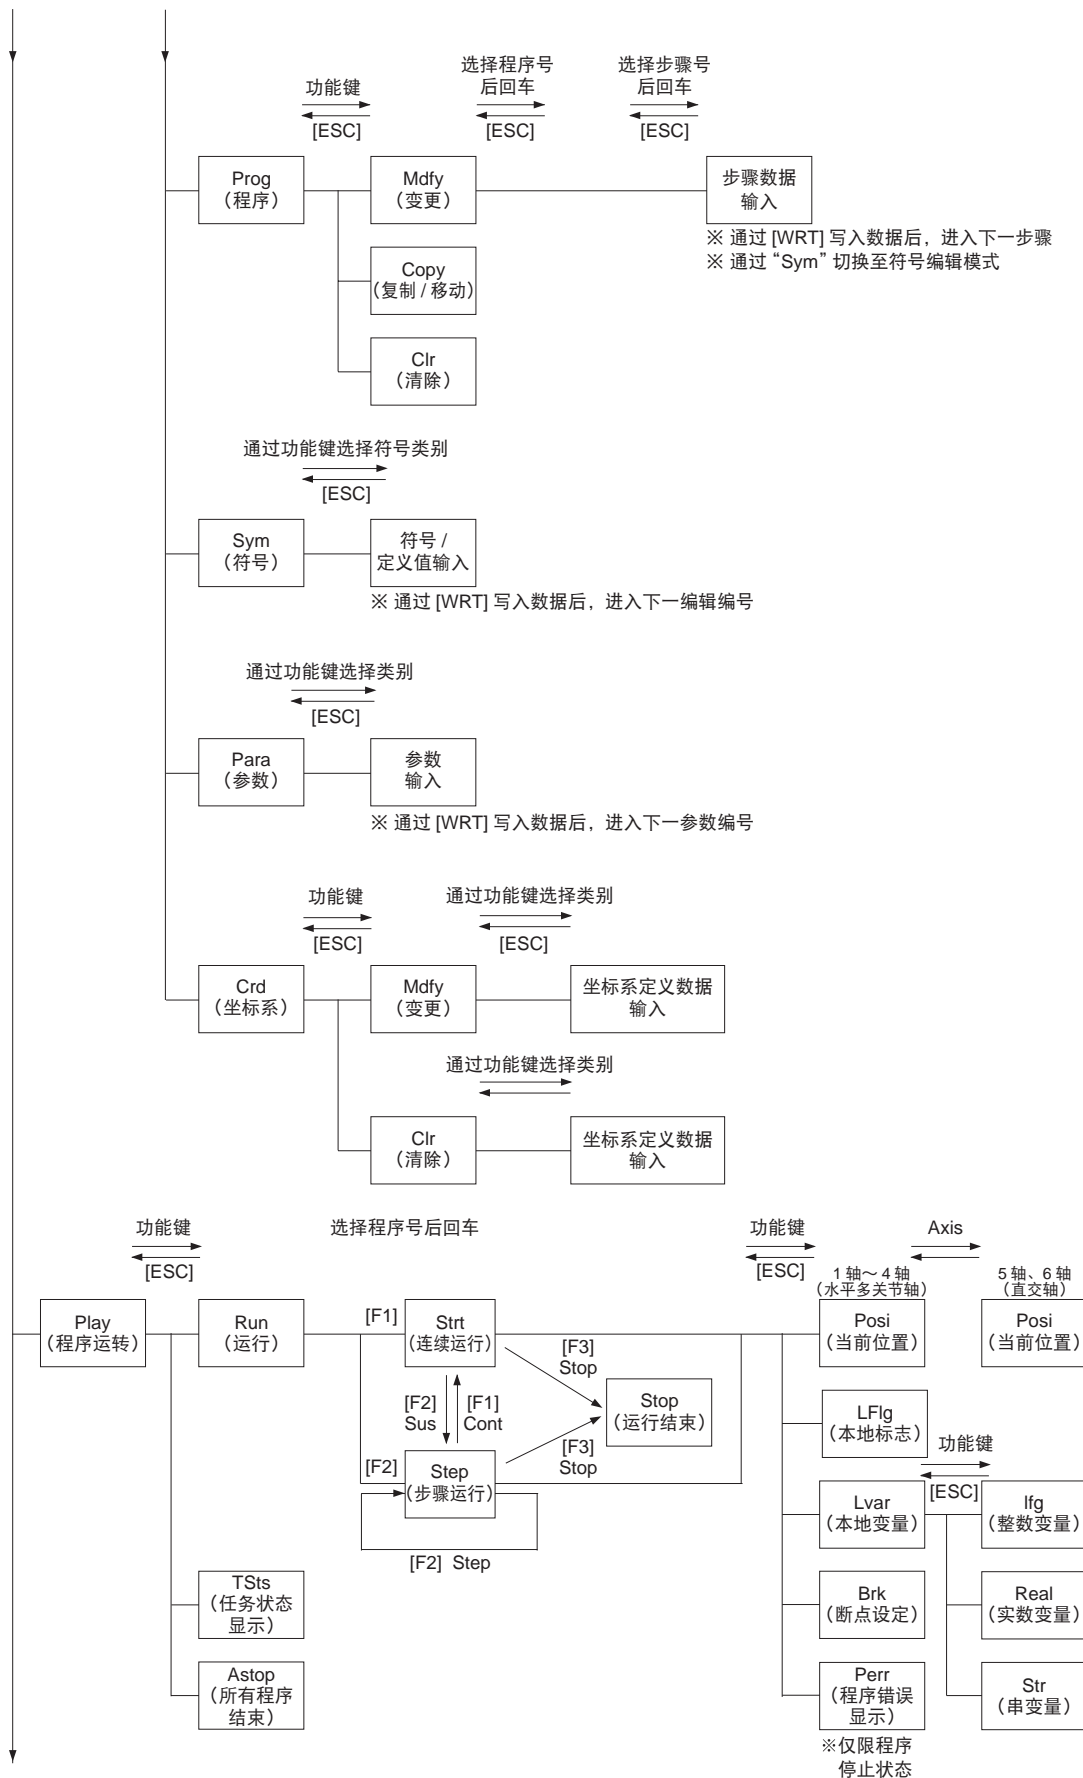 功能键
[ESC]
选择程序号
后回车
[ESC]
选择步骤号
后回车
[ESC]
Prog
（程序）
Mdfy
（变更）
步骤数据
输入
※ 通过 [WRT] 写入数据后，进入下一步骤
※ 通过 “Sym” 切换至符号编辑模式
Copy
（复制 / 移动）
Clr
（清除）
通过功能键选择符号类别
[ESC]
Sym
（符号）
符号 /
定义值输入
※ 通过 [WRT] 写入数据后，进入下一编辑编号
通过功能键选择类别
[ESC]
Para
（参数）
参数
输入
※ 通过 [WRT] 写入数据后，进入下一参数编号
功能键
[ESC]
通过功能键选择类别
[ESC]
Crd
（坐标系）
Mdfy
（变更）
坐标系定义数据
输入
通过功能键选择类别
Clr
（清除）
坐标系定义数据
输入
功能键
[ESC]
选择程序号后回车
功能键
[ESC]
Axis
1 轴～ 4 轴
（水平多关节轴）
5 轴、6 轴
（直交轴）
Play
（程序运转）
Run
（运行）
[F1]
Strt
（连续运行）
[F3]
Stop
Posi
（当前位置）
Posi
（当前位置）
[F2]
Sus
[F1]
Cont
Stop
（运行结束）
LFlg
（本地标志）
[F2]
Step
（步骤运行）
[F3]
Stop
功能键
[ESC]
Lvar
（本地变量）
Ifg
（整数变量）
[F2] Step
TSts
（任务状态
显示）
Brk
（断点设定）
Real
（实数变量）
Astop
（所有程序
结束）
Perr
（程序错误
显示）
Str
（串变量）
※仅限程序
停止状态